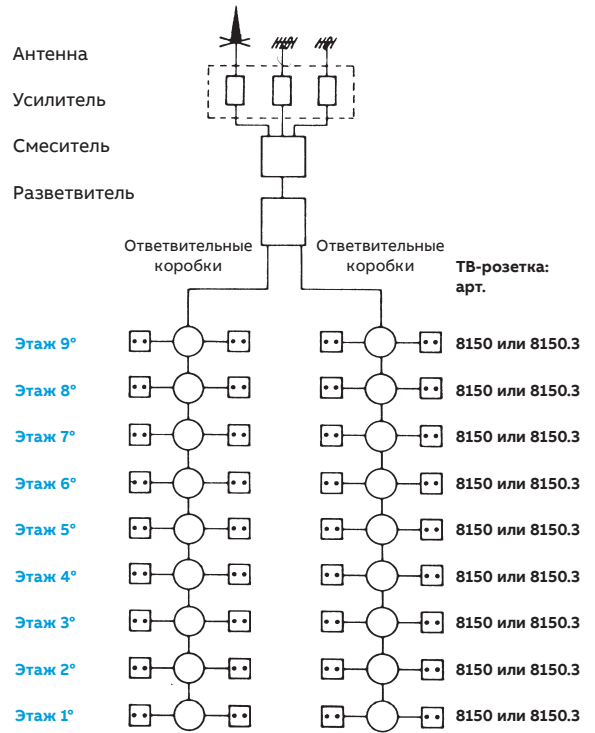 Антенна
Усилитель
Смеситель
Разветвитель
Ответвительные
коробки
Ответвительные
коробки
ТВ-розетка:
арт.
Этаж 9° 8150 или 8150.3
Этаж 8° 8150 или 8150.3
Этаж 7° 8150 или 8150.3
Этаж 6° 8150 или 8150.3
Этаж 5° 8150 или 8150.3
Этаж 4° 8150 или 8150.3
Этаж 3° 8150 или 8150.3
Этаж 2° 8150 или 8150.3
Этаж 1° 8150 или 8150.3